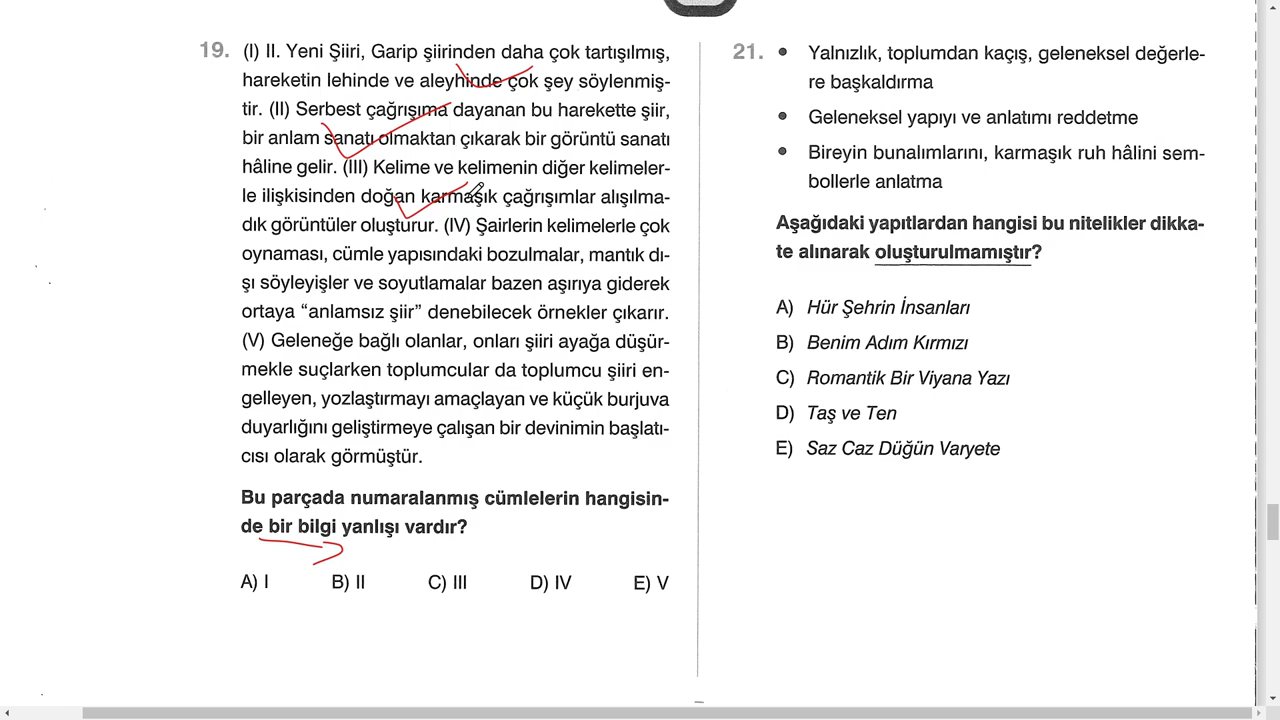 19. (I) II. Yeni Şiiri, Garip şiirinden daha çok tartışılmış,
hareketin lehinde ve aleyhinde çok şey söylenmiş-
tir. (II) Serbest çağrışıma dayanan bu harekette şiir,
bir anlam sanatı olmaktan çıkarak bir görüntü sanatı
hâline gelir. (III) Kelime ve kelimenin diğer kelimeler-
le ilişkisinden doğan karmaşık çağrışımlar alışılma-
dık görüntüler oluşturur. (IV) Şairlerin kelimelerle çok
oynaması, cümle yapısındaki bozulmalar, mantık dı-
şı söyleyişler ve soyutlamalar bazen aşırıya giderek
ortaya “anlamsız şiir” denebilecek örnekler çıkarır.
(V) Geleneğe bağlı olanlar, onları şiiri ayağa düşür-
mekle suçlarken toplumcular da toplumcu şiiri en-
gelleyen, yozlaştırmayı amaçlayan ve küçük burjuva
duyarlığını geliştirmeye çalışan bir devinimin başlatı-
cısı olarak görmüştür.
Bu parçada numaralanmış cümlelerin hangisin-
de bir bilgi yanlışı vardır?
A) I B) II C) III D) IV E) V
21. • Yalnızlık, toplumdan kaçış, geleneksel değerle-
re başkaldırma
• Geleneksel yapıyı ve anlatımı reddetme
• Bireyin bunalımlarını, karmaşık ruh hâlini sem-
bollerle anlatma
Aşağıdaki yapıtlardan hangisi bu nitelikler dikka-
te alınarak oluşturulmamıştır?
A) Hür Şehrin İnsanları
B) Benim Adım Kırmızı
C) Romantik Bir Viyana Yazı
D) Taş ve Ten
E) Saz Caz Düğün Varyete